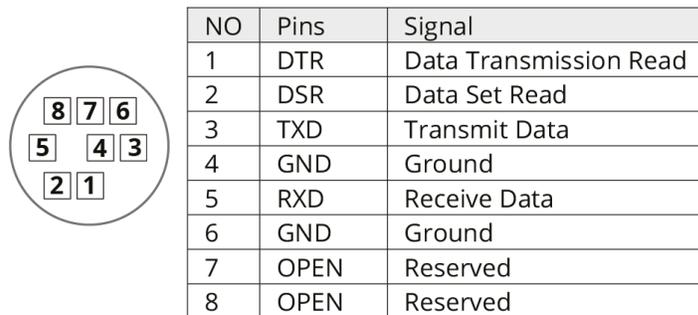 8 7 6
5 4 3
2 1
NO Pins Signal
1 DTR Data Transmission Read
2 DSR Data Set Read
3 TXD Transmit Data
4 GND Ground
5 RXD Receive Data
6 GND Ground
7 OPEN Reserved
8 OPEN Reserved